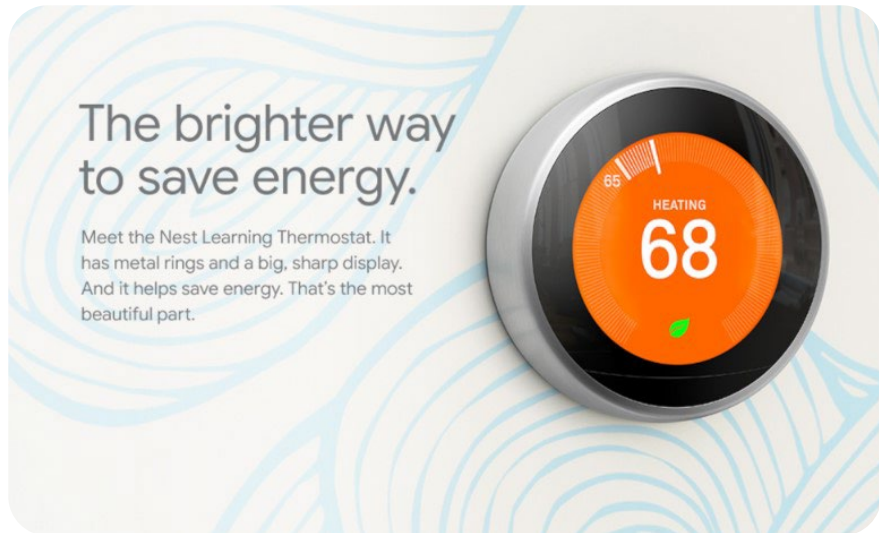 The brighter way
to save energy.
Meet the Nest Learning Thermostat. It
has metal rings and a big, sharp display.
And it helps save energy. That's the most
beautiful part.
65
HEATING
68